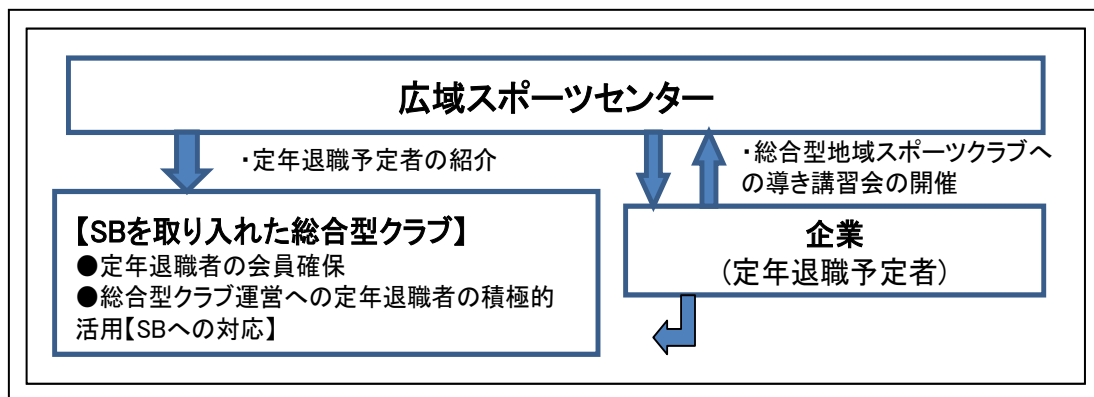 広域スポーツセンター
・定年退職予定者の紹介
・総合型地域スポーツクラブへ
の導き講習会の開催
【SBを取り入れた総合型クラブ】
●定年退職者の会員確保
●総合型クラブ運営への定年退職者の積極的
活用【SBへの対応】
企業
（定年退職予定者）